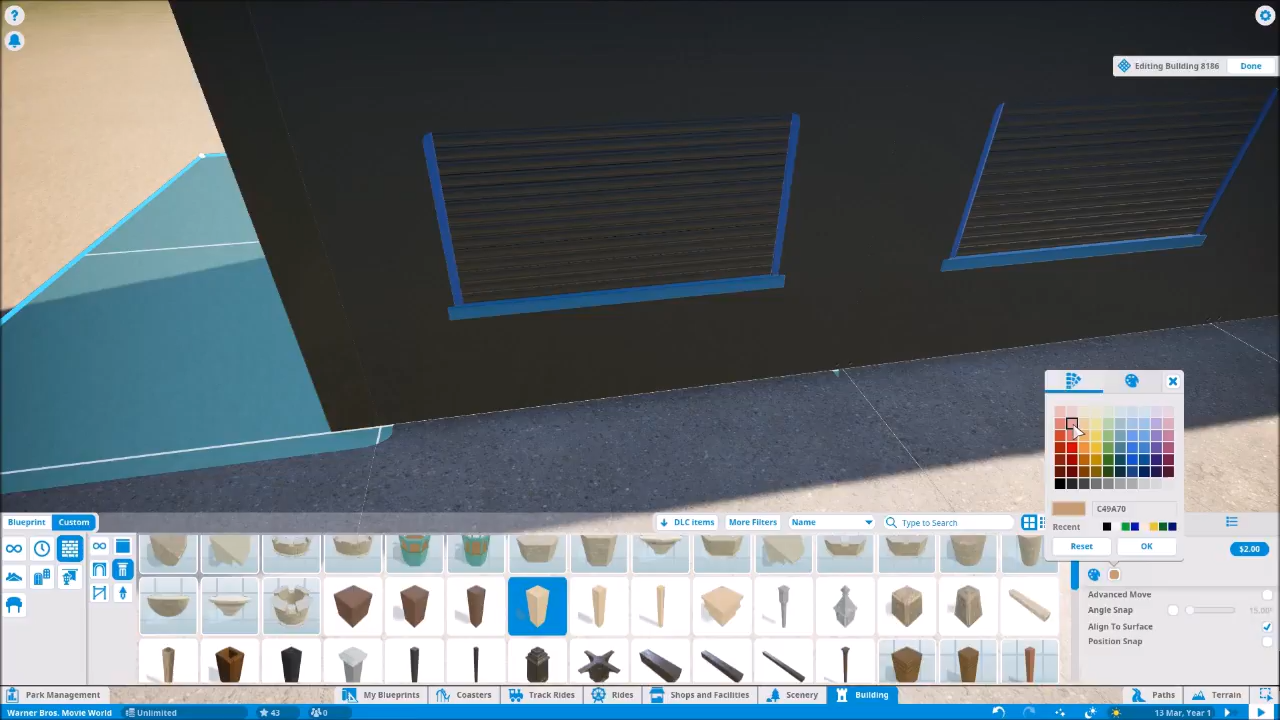 ?
Editing Building 8186 Done
C49A70
Recent
Reset OK
Blueprint Custom DLC items More Filters Name Type to Search
$2.00
Advanced Move
Angle Snap 15.00°
Align To Surface
Position Snap
Park Management My Blueprints Coasters Track Rides Rides Shops and Facilities Scenery Building Paths Terrain
Warner Bros. Movie World Unlimited 43 0 13 Mar, Year 1